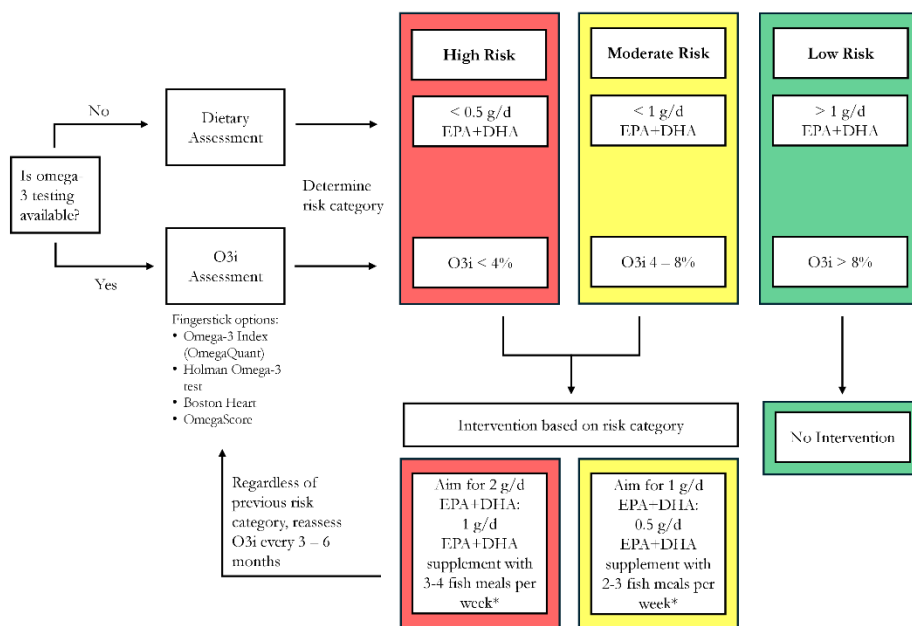 No
Dietary
Assessment
Is omega-
3 testing
available?
Yes
O3i
Assessment
Fingerstick options:
• Omega-3 Index
(OmegaQuant)
• Holman Omega-3
test
• Boston Heart
• OmegaScore
Determine
risk category
High Risk
< 0.5 g/d
EPA+DHA
O3i < 4%
Moderate Risk
< 1 g/d
EPA+DHA
O3i 4 – 8%
Low Risk
> 1 g/d
EPA+DHA
O3i > 8%
Intervention based on risk category
No Intervention
Aim for 2 g/d
EPA+DHA:
1 g/d
EPA+DHA
supplement with
3-4 fish meals per
week*
Aim for 1 g/d
EPA+DHA:
0.5 g/d
EPA+DHA
supplement with
2-3 fish meals per
week*
Regardless of
previous risk
category, reassess
O3i every 3 – 6
months